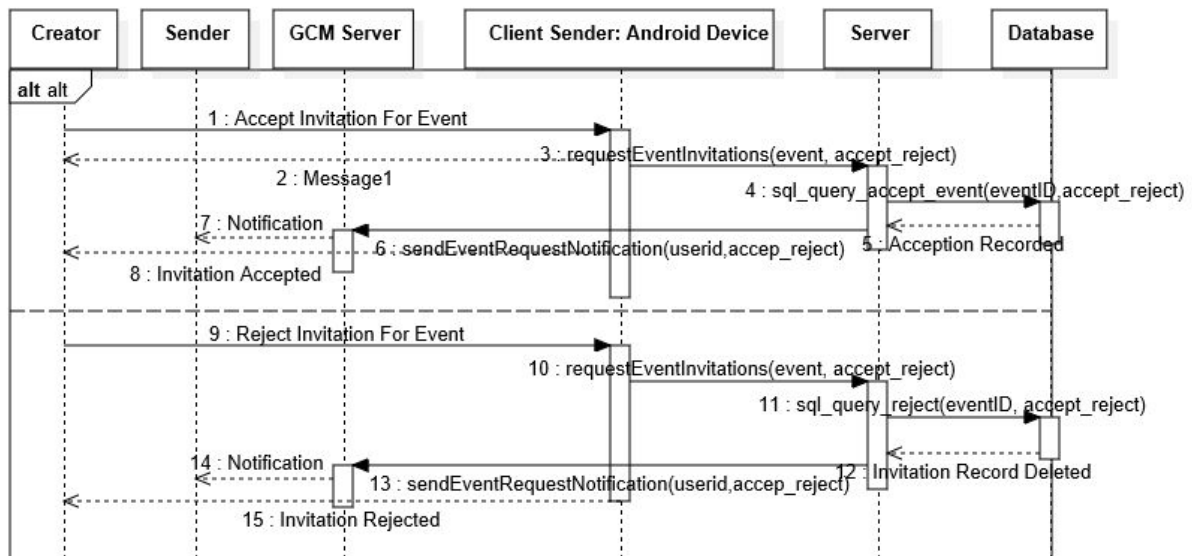 Creator
Sender
GCM Server
Client Sender: Android Device
Server
Database
alt alt
1 : Accept Invitation For Event
3 : requestEventInvitations(event, accept_reject)
2 : Message1
4 : sql_query_accept_event(eventID,accept_reject)
7 : Notification
6 : sendEventRequestNotification(userid,accep_reject)
5 : Acception Recorded
8 : Invitation Accepted
9 : Reject Invitation For Event
10 : requestEventInvitations(event, accept_reject)
11 : sql_query_reject(eventID, accept_reject)
14 : Notification
12 : Invitation Record Deleted
13 : sendEventRequestNotification(userid,accep_reject)
15 : Invitation Rejected